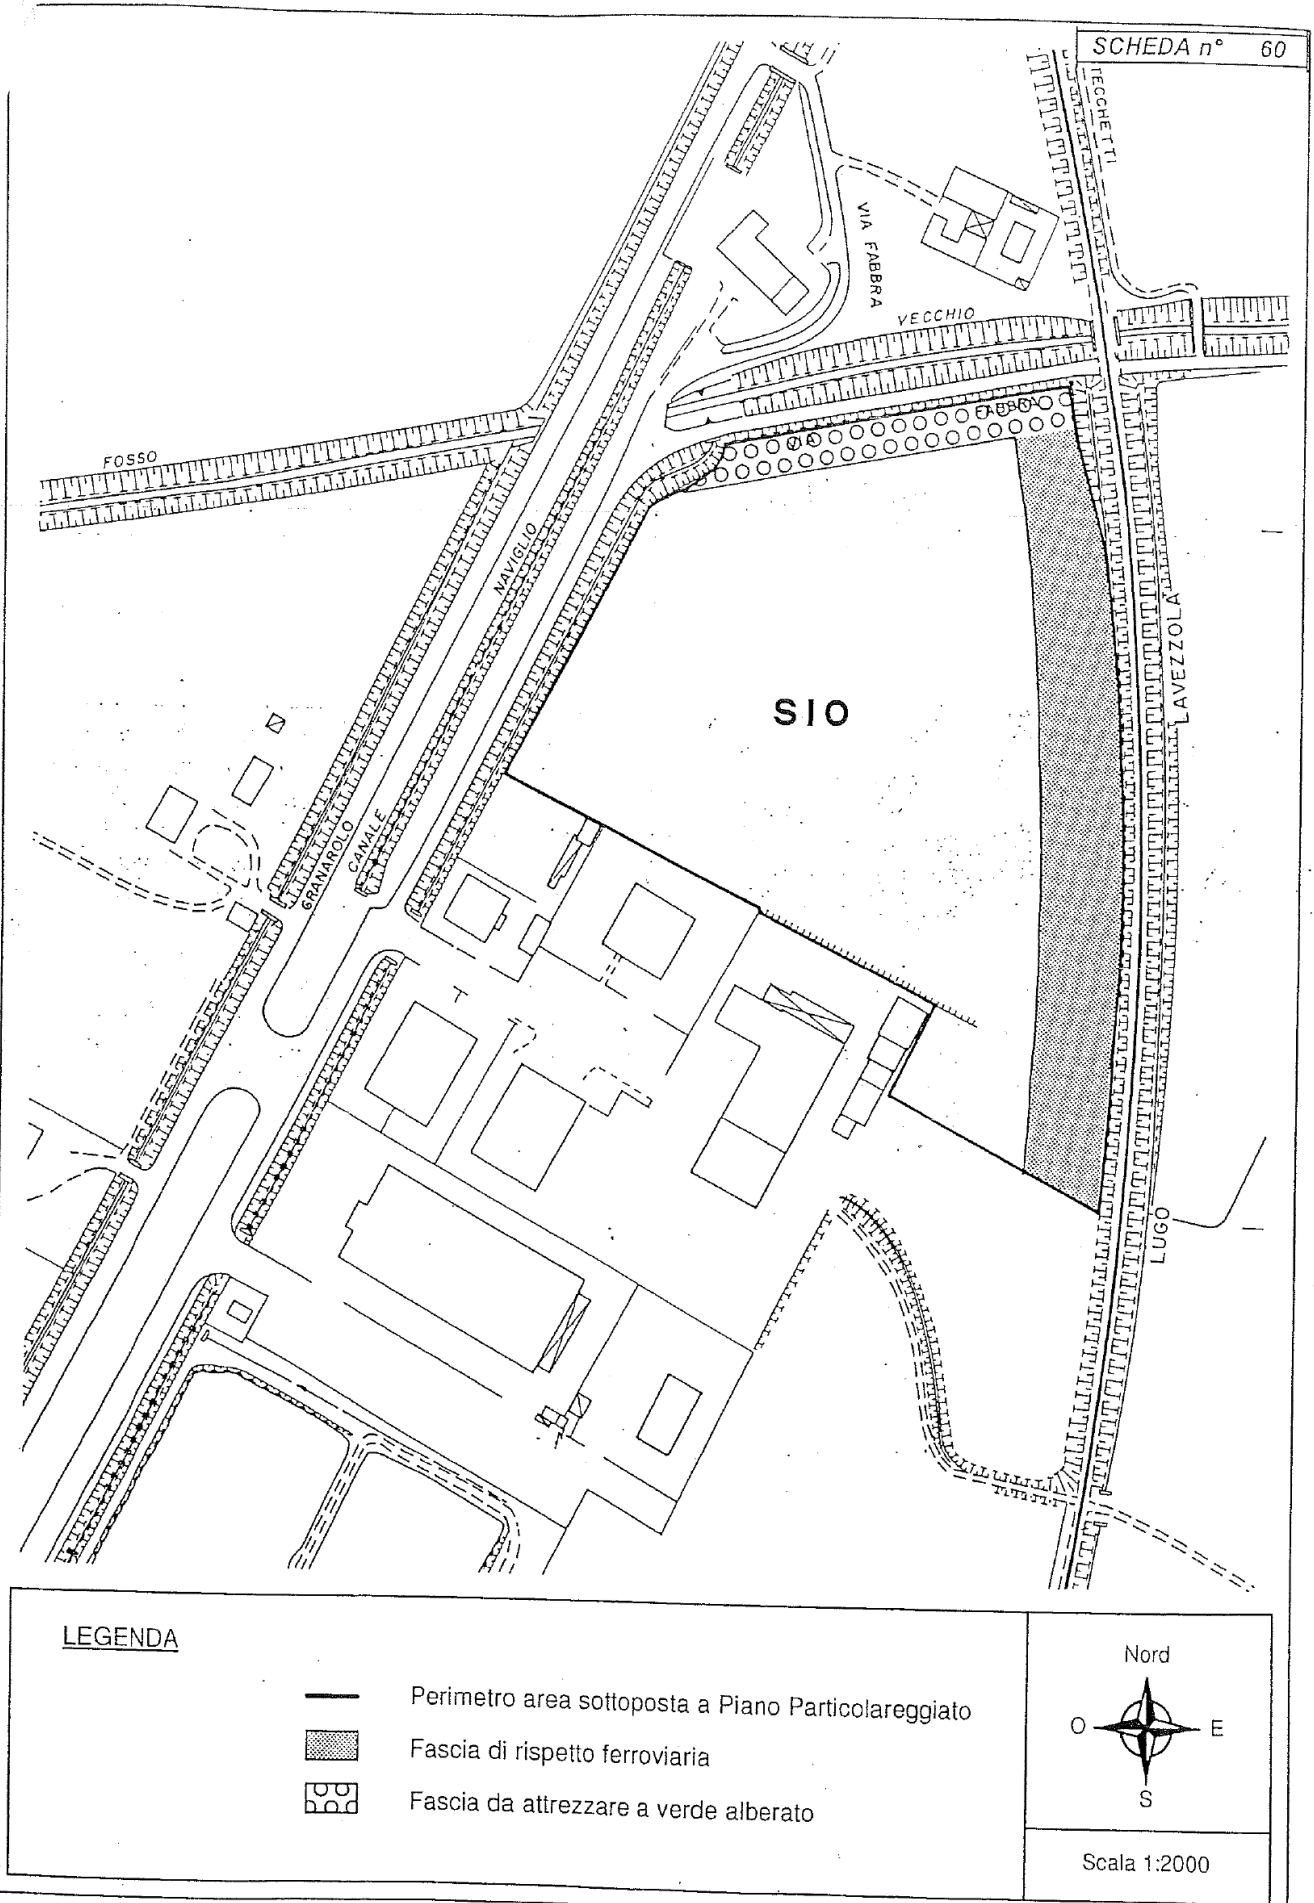 SCHEDA n° 60
TECCHETTI
VIA FABBRA
VECCHIO
VIA FABBRA
FOSSO
NAVIGLIO
LAVEZZOLA
SIO
GRANAROLO
CANALE
LUGO
LEGENDA
Perimetro area sottoposta a Piano Particolareggiato
Fascia di rispetto ferroviaria
Fascia da attrezzare a verde alberato
Nord
O E
S
Scala 1:2000